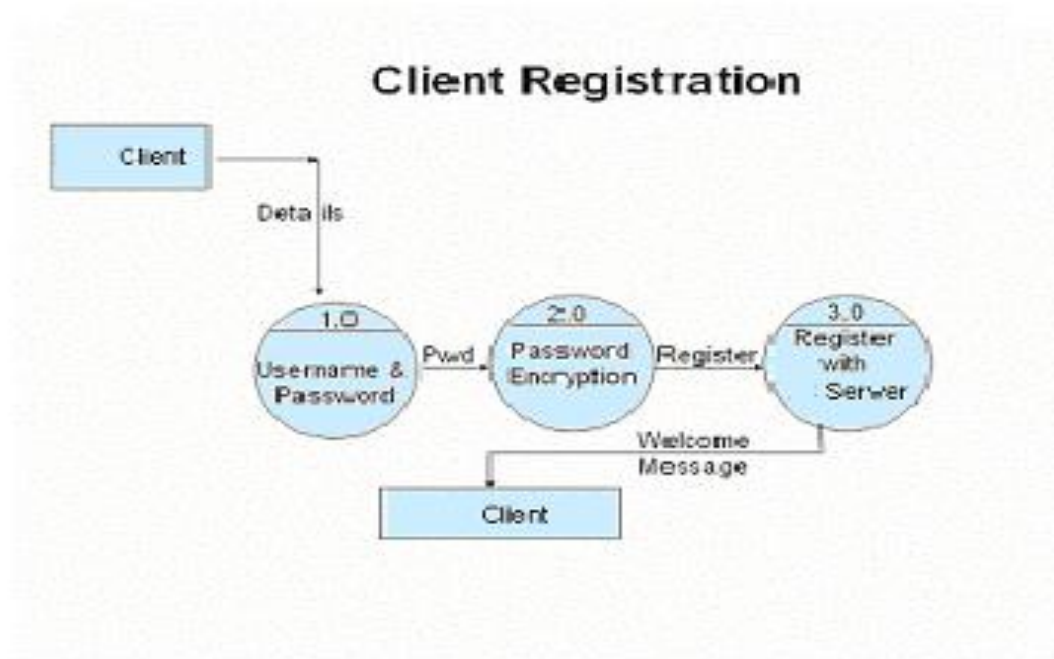 Client Registration
Client
Details
1.0
Username &
Password
Pwd
2.0
Password
Encryption
Register
3.0
Register
with
Server
Welcome
Message
Client